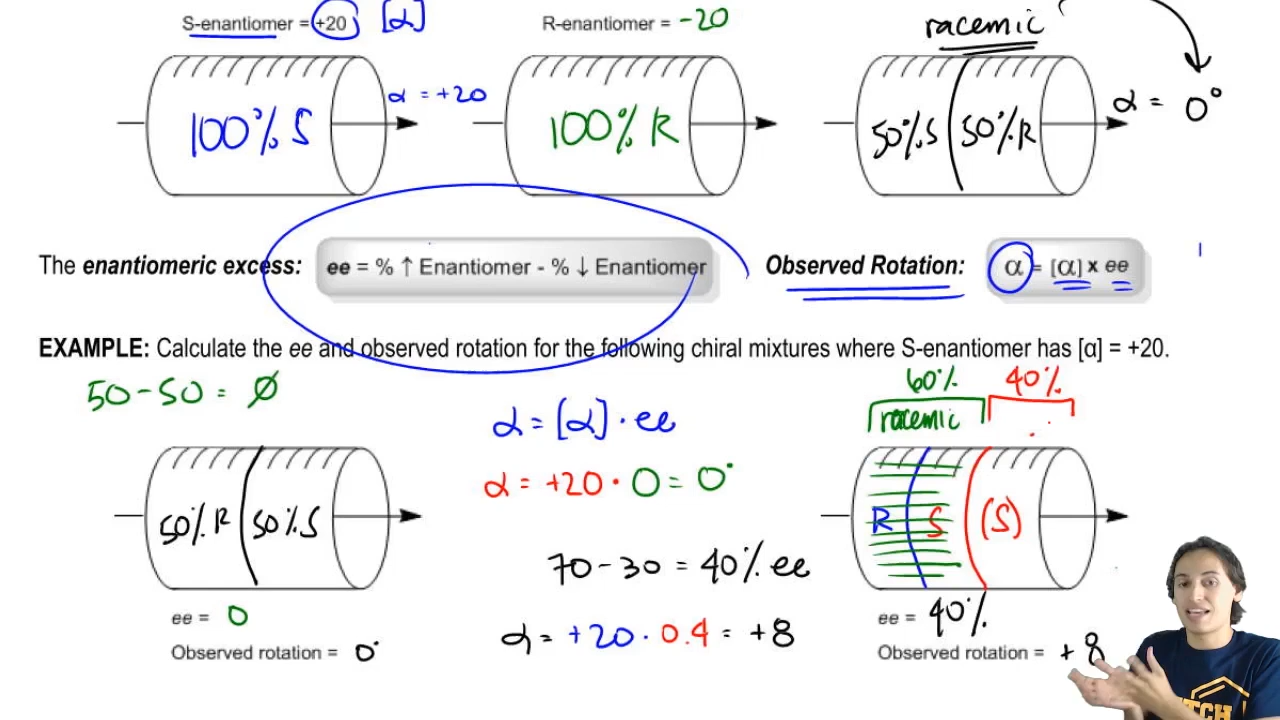 S-enantiomer = +20 [α]
R-enantiomer = -20
racemic
100% S
α = +20
100% R
50%S
50%R
α = 0°
The enantiomeric excess:
ee = % ↑ Enantiomer - % ↓ Enantiomer
Observed Rotation:
α = [α] x ee
EXAMPLE: Calculate the ee and observed rotation for the following chiral mixtures where S-enantiomer has [α] = +20.
50-50 = ∅
60%
40%
racemic
α = [α] · ee
α = +20 · 0 = 0°
50% R
50% S
R
S
(S)
70-30 = 40% ee
ee = 0
α = +20 · 0.4 = +8
ee = 40%
Observed rotation = 0°
Observed rotation = +8
TCH